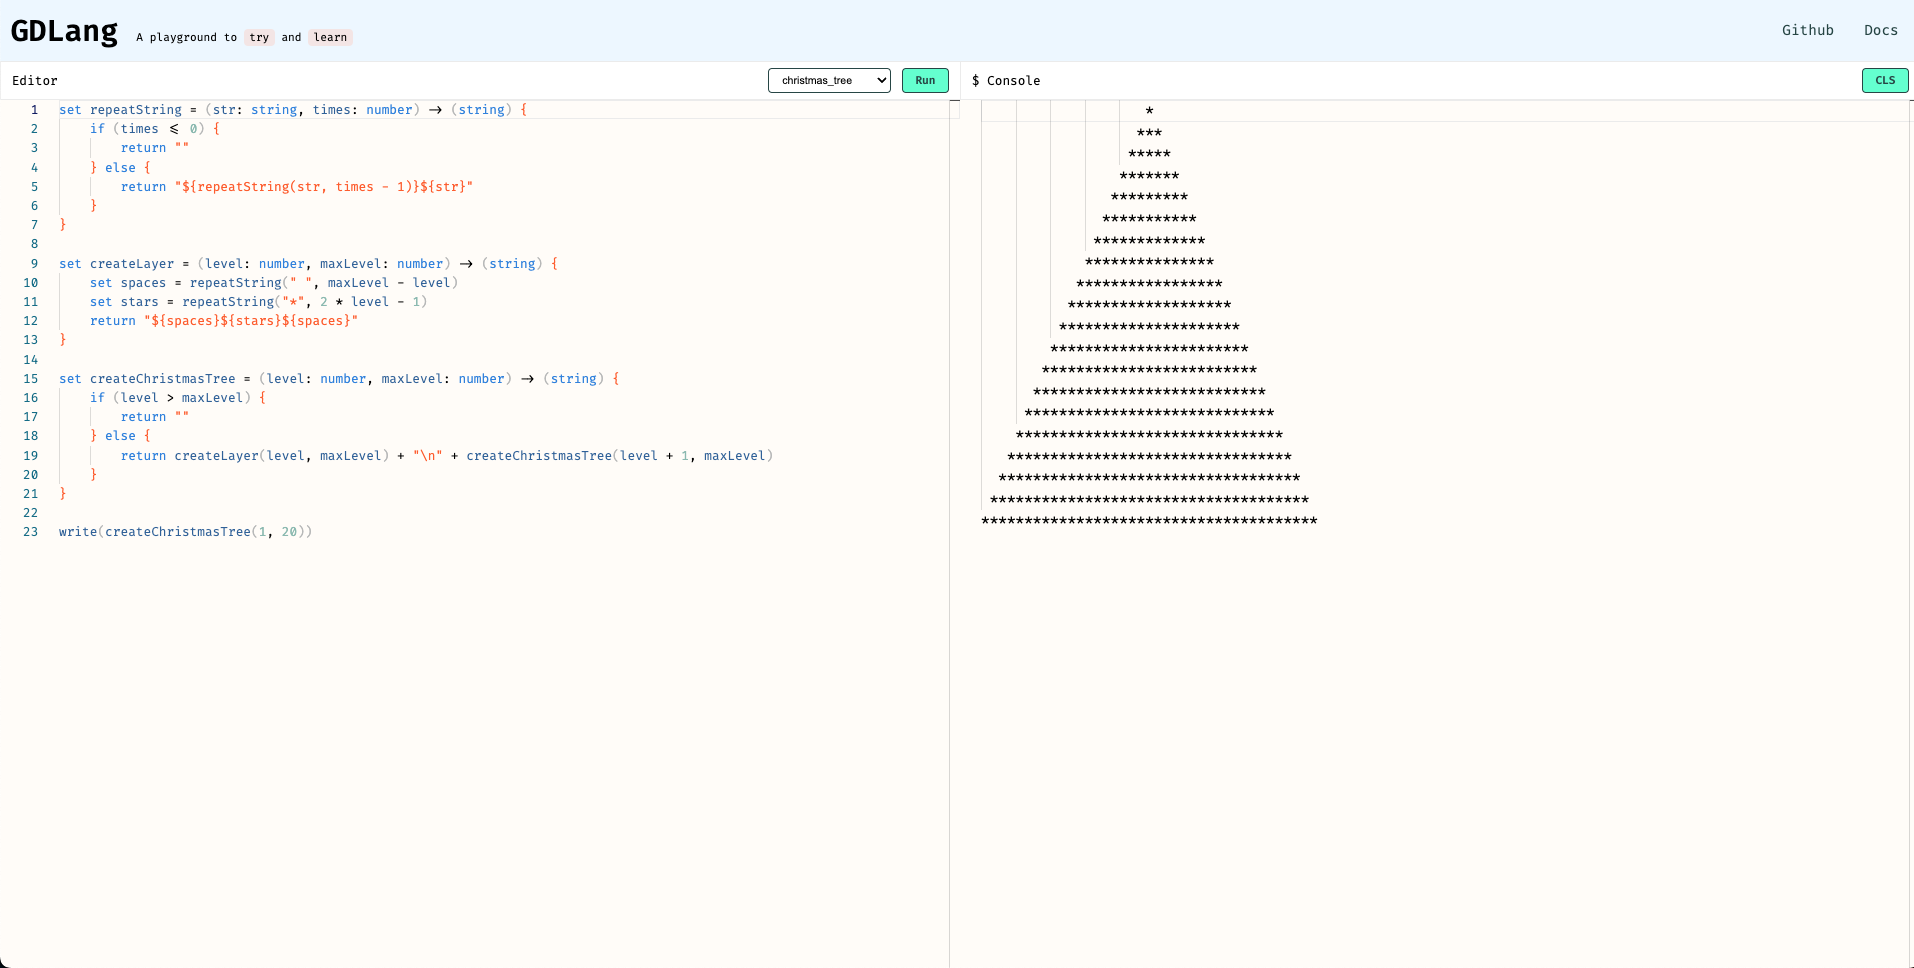 GDLang A playground to try and learn Github Docs
Editor christmas_tree Run
1 set repeatString = (str: string, times: number) -> (string) {
2     if (times <= 0) {
3         return ""
4     } else {
5         return "${repeatString(str, times - 1)}${str}"
6     }
7 }
8
9 set createLayer = (level: number, maxLevel: number) -> (string) {
10     set spaces = repeatString(" ", maxLevel - level)
11     set stars = repeatString("*", 2 * level - 1)
12     return "${spaces}${stars}${spaces}"
13 }
14
15 set createChristmasTree = (level: number, maxLevel: number) -> (string) {
16     if (level > maxLevel) {
17         return ""
18     } else {
19         return createLayer(level, maxLevel) + "\n" + createChristmasTree(level + 1, maxLevel)
20     }
21 }
22
23 write(createChristmasTree(1, 20))
$ Console CLS
                   *
                  ***
                 *****
                *******
               *********
              ***********
             *************
            ***************
           *****************
          *******************
         *********************
        ***********************
       *************************
      ***************************
     *****************************
    *******************************
   *********************************
  ***********************************
 *************************************
***************************************